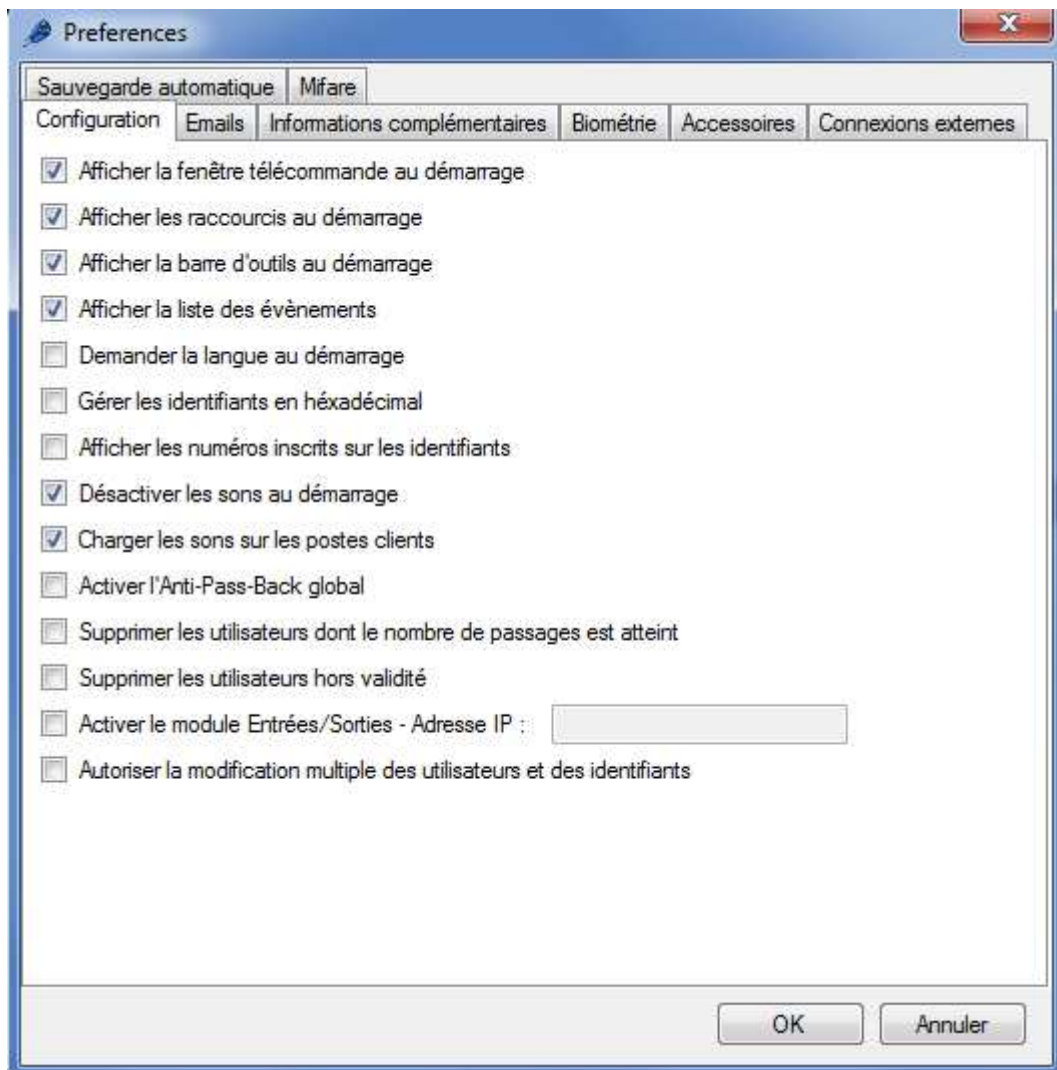 Preferences
X
Sauvegarde automatique Mifare
Configuration Emails Informations complémentaires Biométrie Accessoires Connexions externes
Afficher la fenêtre télécommande au démarrage
Afficher les raccourcis au démarrage
Afficher la barre d'outils au démarrage
Afficher la liste des évènements
Demander la langue au démarrage
Gérer les identifiants en héxadécimal
Afficher les numéros inscrits sur les identifiants
Désactiver les sons au démarrage
Charger les sons sur les postes clients
Activer l'Anti-Pass-Back global
Supprimer les utilisateurs dont le nombre de passages est atteint
Supprimer les utilisateurs hors validité
Activer le module Entrées/Sorties - Adresse IP :
Autoriser la modification multiple des utilisateurs et des identifiants
OK Annuler